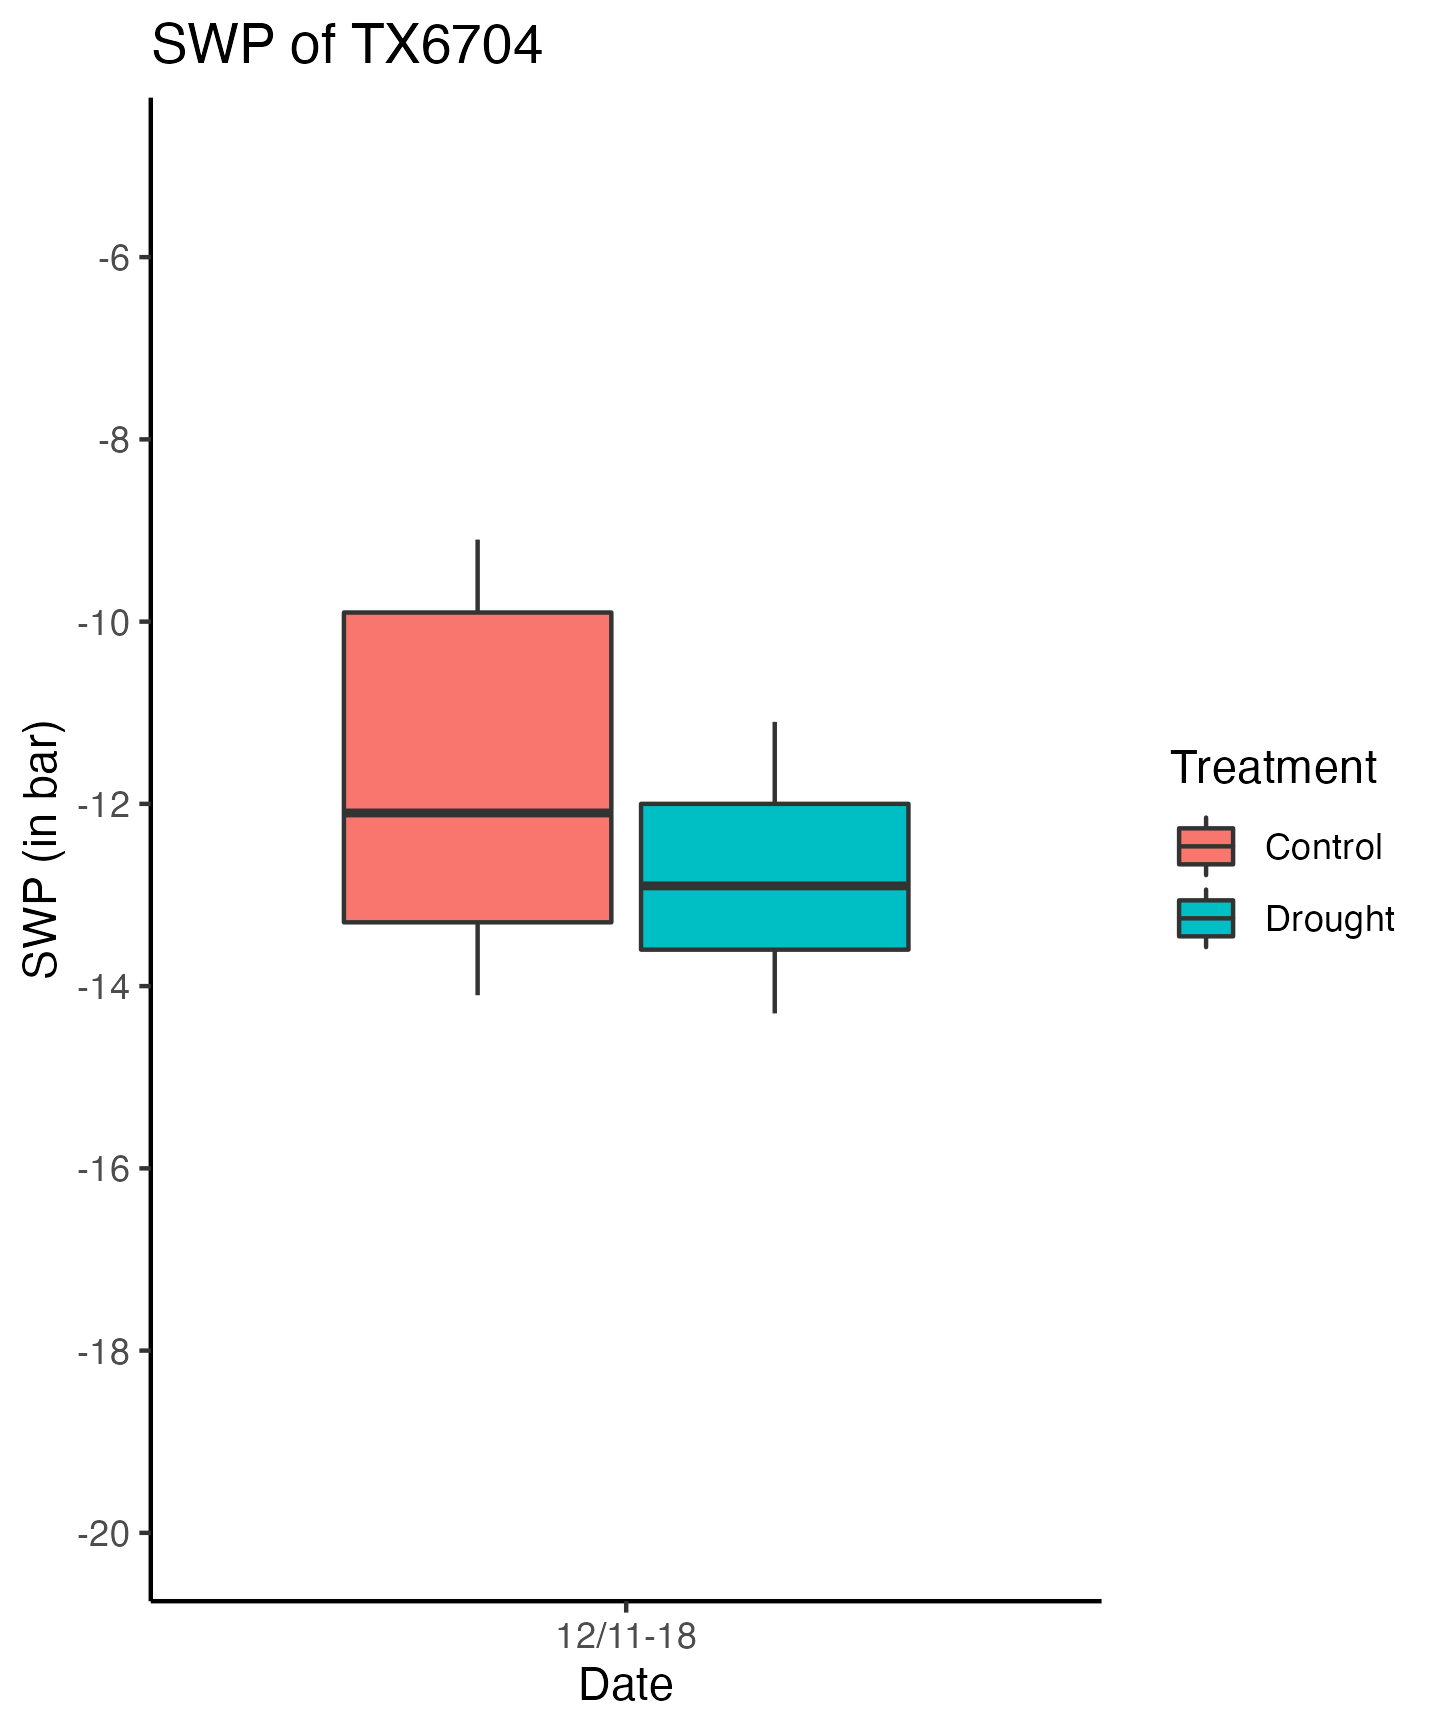 SWP of TX6704
SWP (in bar)
-6
-8
-10
-12
-14
-16
-18
-20
12/11-18
Date
Treatment
Control
Drought